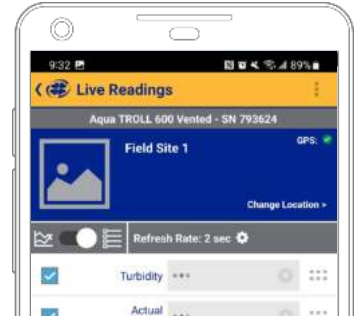 9:32 89%
Live Readings
Aqua TROLL 600 Vented - SN 793624
Field Site 1
GPS:
Change Location >
Refresh Rate: 2 sec
Turbidity
Actual